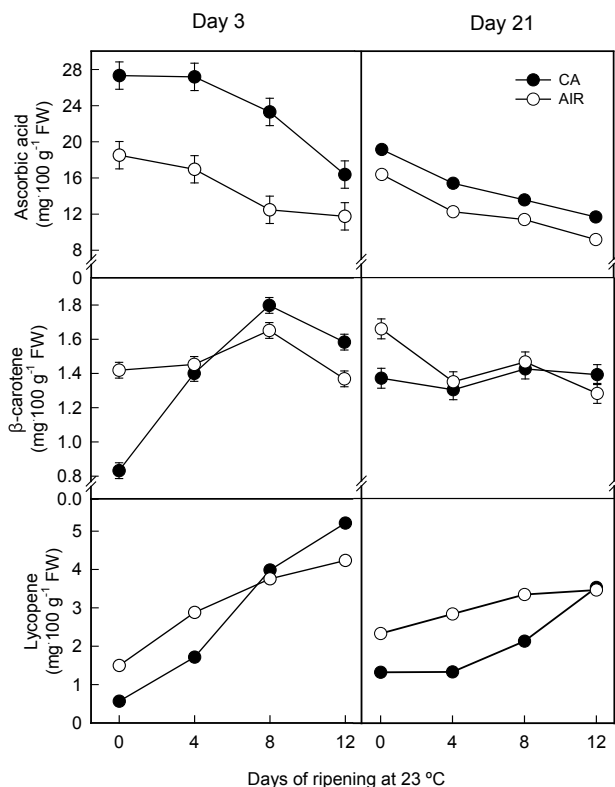 Day 3
Day 21
Ascorbic acid
(mg·100 g⁻¹ FW)
28
24
20
16
12
8
0
CA
AIR
β-carotene
(mg·100 g⁻¹ FW)
1.8
1.6
1.4
1.2
1.0
0.8
0.0
Lycopene
(mg·100 g⁻¹ FW)
5
4
3
2
1
0
0 4 8 12 0 4 8 12
Days of ripening at 23 ºC